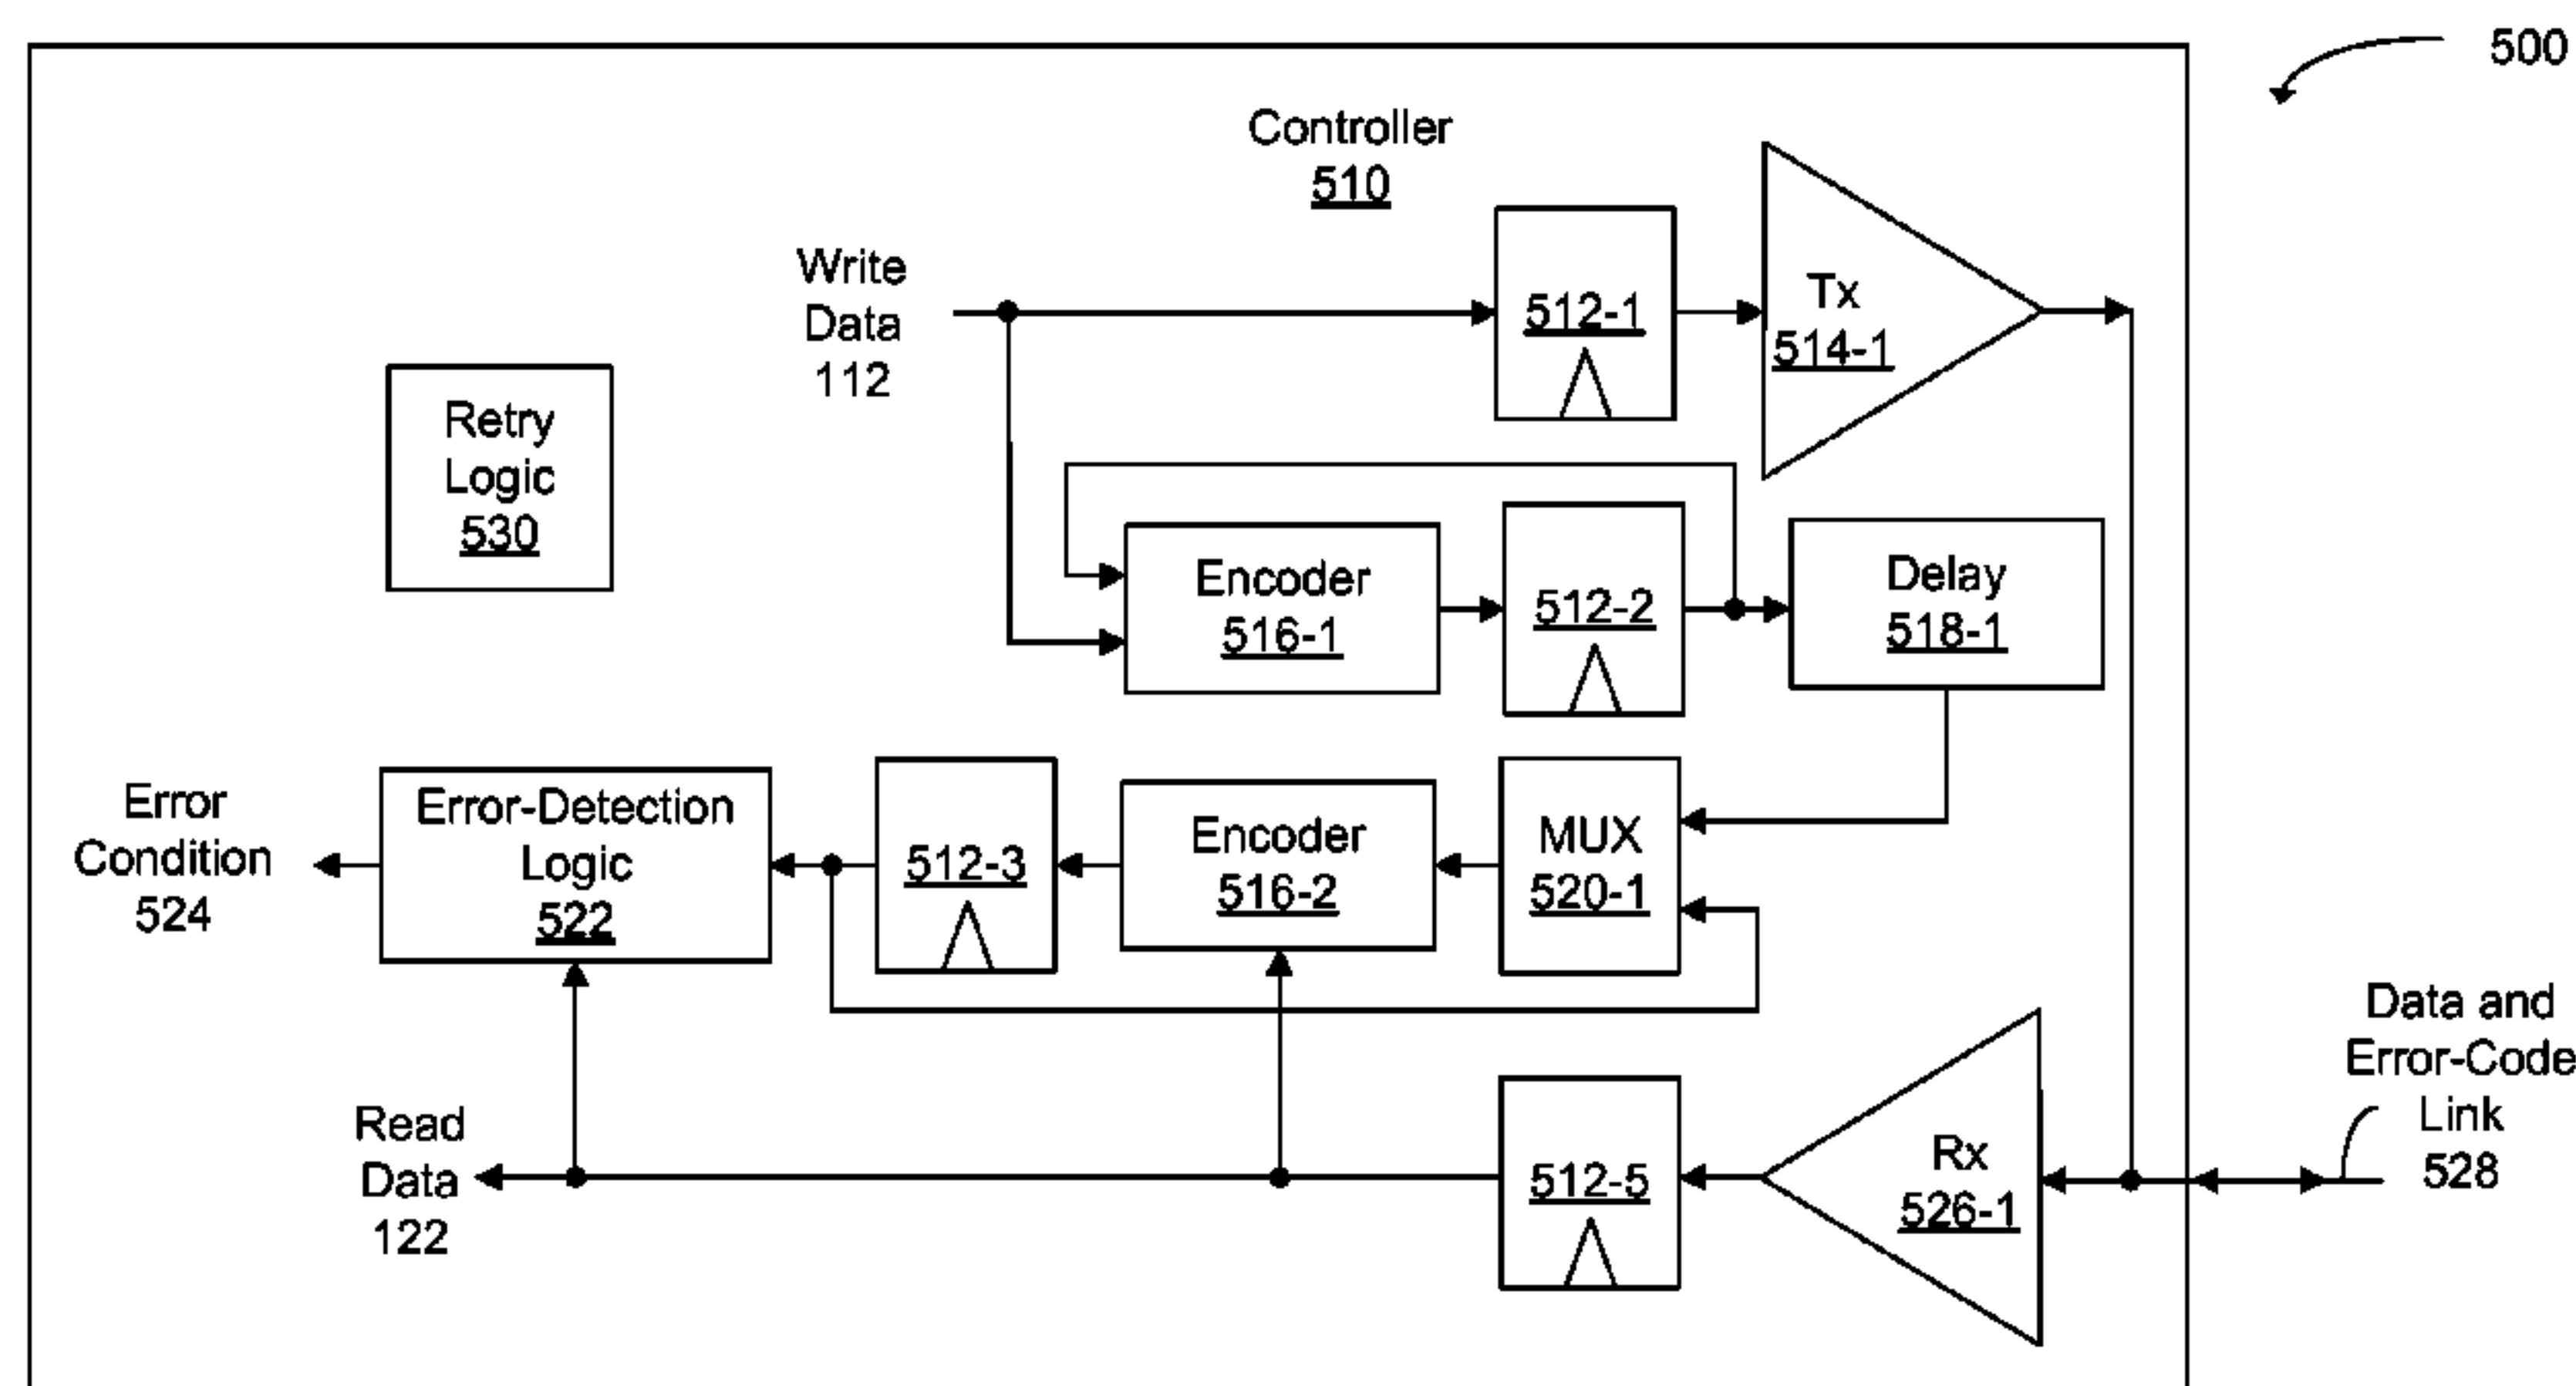 500
Controller
510
Write
Data
112
512-1
Tx
514-1
Retry
Logic
530
Encoder
516-1
512-2
Delay
518-1
Error
Condition
524
Error-Detection
Logic
522
512-3
Encoder
516-2
MUX
520-1
Data and
Error-Code
Link
528
Read
Data
122
512-5
Rx
526-1